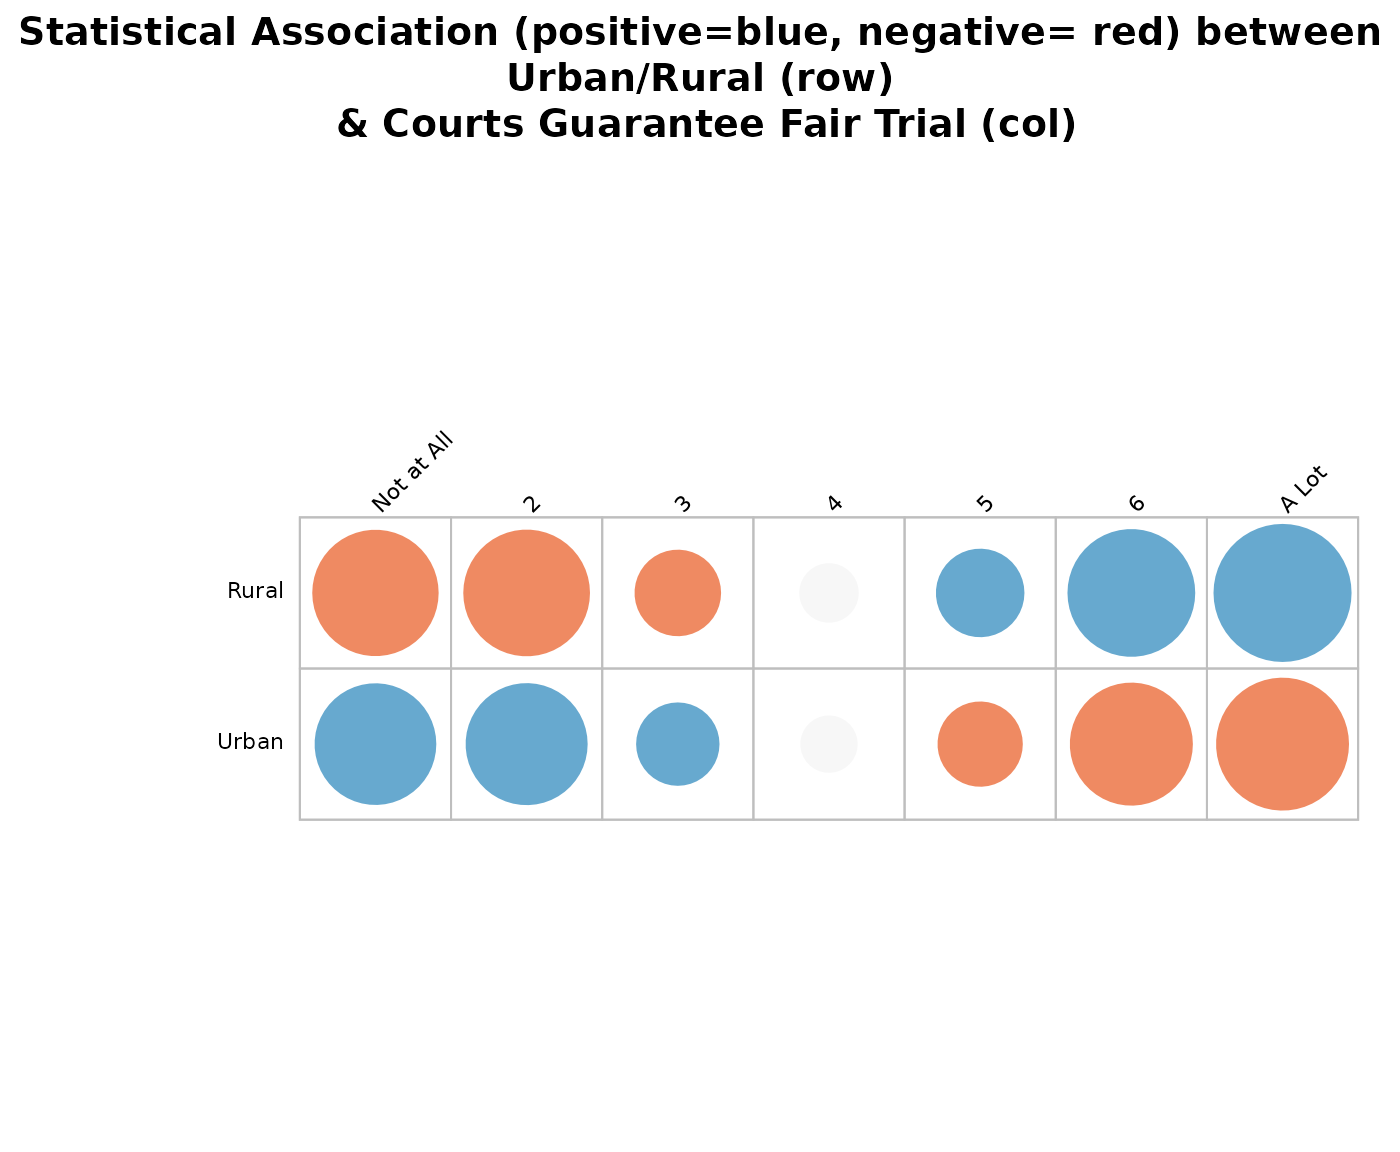 Statistical Association (positive=blue, negative= red) between
Urban/Rural (row)
& Courts Guarantee Fair Trial (col)
Not at All
2
3
4
5
6
A Lot
Rural
Urban